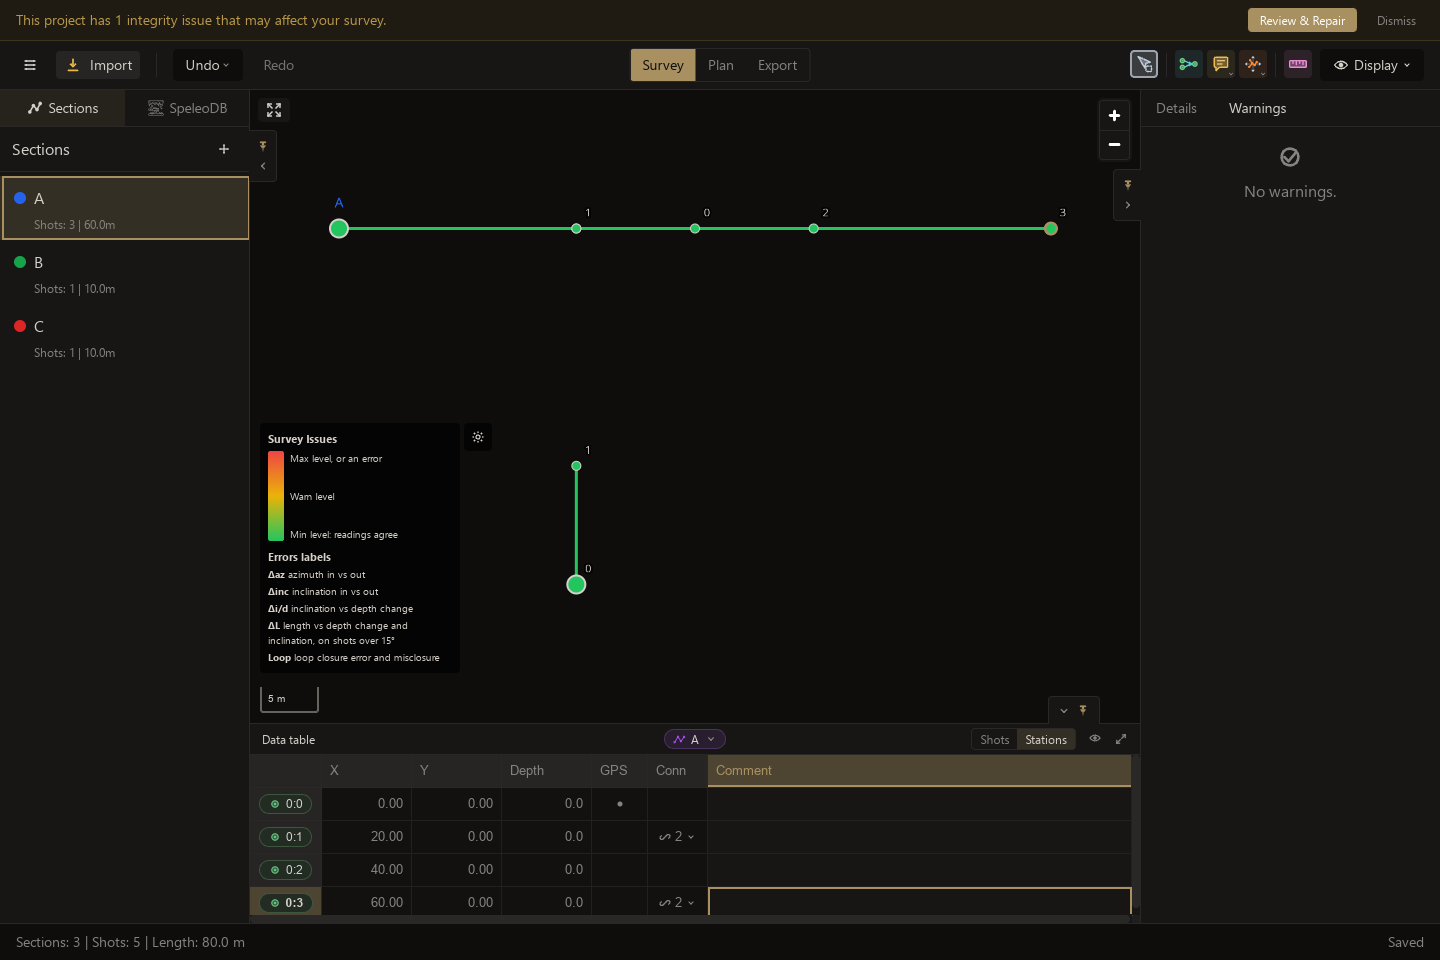 This project has 1 integrity issue that may affect your survey.
Review & Repair
Dismiss
Import
Undo
Redo
Survey
Plan
Export
Display
Sections
SpeleoDB
Details
Warnings
Sections
+
A
Shots: 3 | 60.0m
B
Shots: 1 | 10.0m
C
Shots: 1 | 10.0m
No warnings.
A
1
0
2
3
1
0
Survey Issues
Max level, or an error
Warn level
Min level: readings agree
Errors labels
Δaz azimuth in vs out
Δinc inclination in vs out
Δi/d inclination vs depth change
ΔL length vs depth change and
inclination, on shots over 15°
Loop loop closure error and misclosure
5 m
Data table
A
Shots
Stations
X Y Depth GPS Conn Comment
0:0 0.00 0.00 0.0
0:1 20.00 0.00 0.0 2
0:2 40.00 0.00 0.0
0:3 60.00 0.00 0.0 2
Sections: 3 | Shots: 5 | Length: 80.0 m
Saved